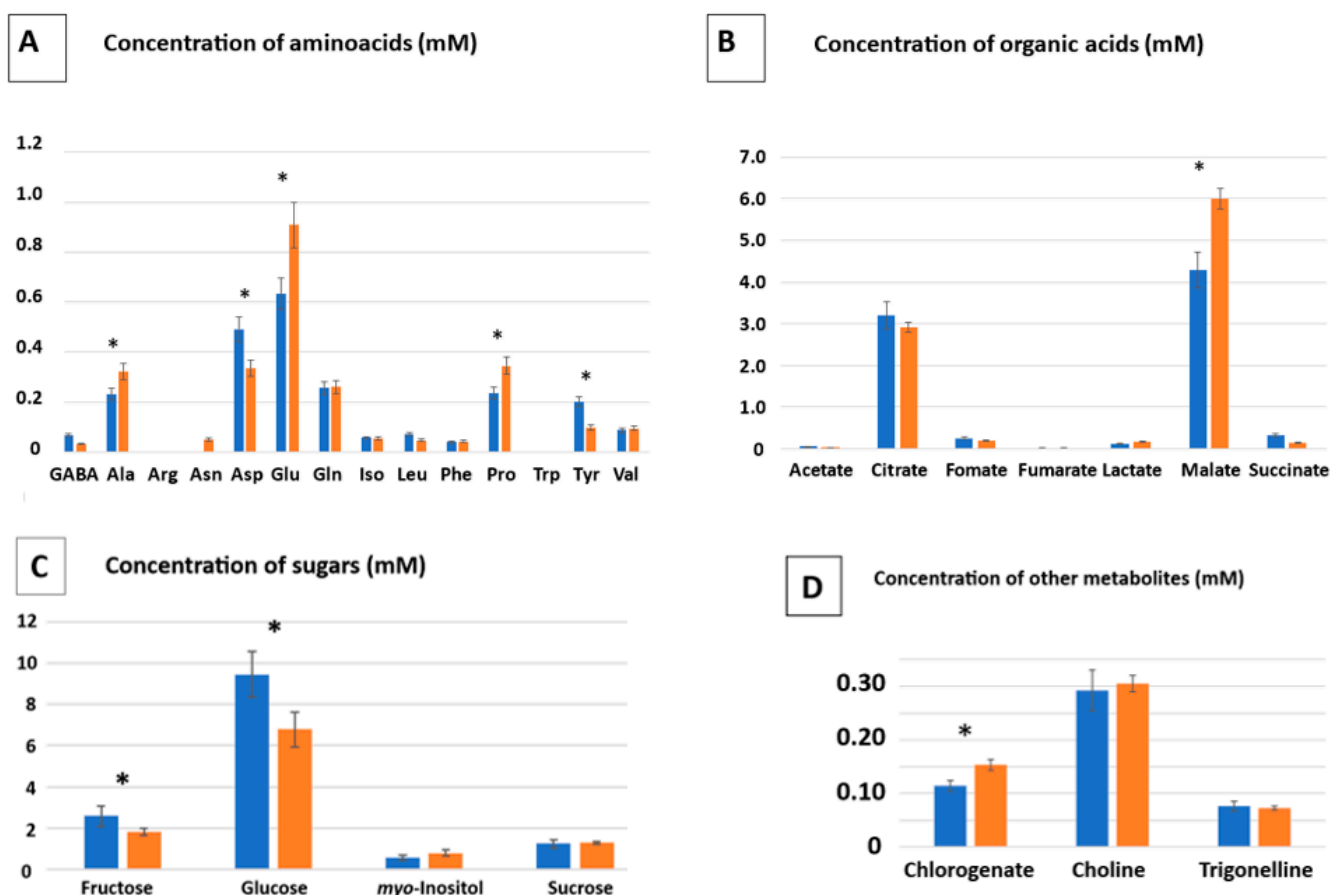 A
Concentration of aminoacids (mM)
1.2
1.0
0.8
0.6
0.4
0.2
0
*
*
*
*
*
GABA Ala Arg Asn Asp Glu Gln Iso Leu Phe Pro Trp Tyr Val
B
Concentration of organic acids (mM)
7.0
6.0
5.0
4.0
3.0
2.0
1.0
0
*
Acetate Citrate Fomate Fumarate Lactate Malate Succinate
C
Concentration of sugars (mM)
12
10
8
6
4
2
0
*
*
Fructose Glucose myo-Inositol Sucrose
D
Concentration of other metabolites (mM)
0.30
0.20
0.10
0
*
Chlorogenate Choline Trigonelline